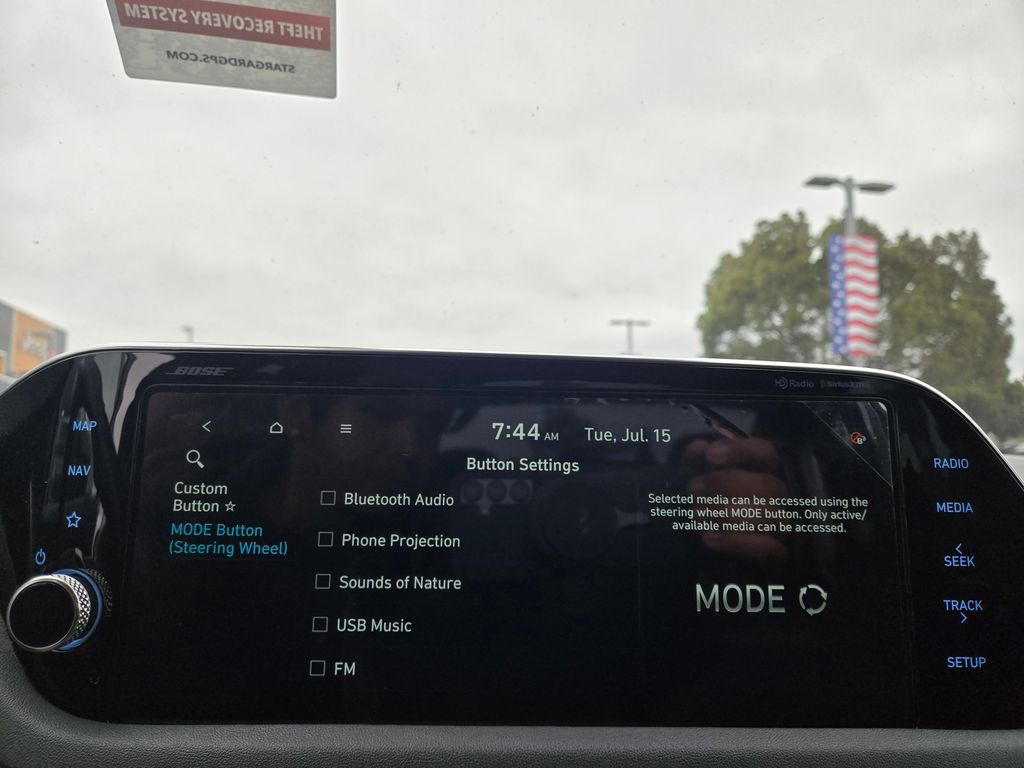 THEFT RECOVERY SYSTEM
STARGARDGPS.COM
BOSE
HD Radio
SiriusXM
MAP
NAV
7:44 AM
Tue, Jul. 15
Button Settings
Custom
Button ☆
MODE Button
(Steering Wheel)
Bluetooth Audio
Phone Projection
Sounds of Nature
USB Music
FM
Selected media can be accessed using the
steering wheel MODE button. Only active/
available media can be accessed.
MODE
RADIO
MEDIA
SEEK
TRACK
SETUP